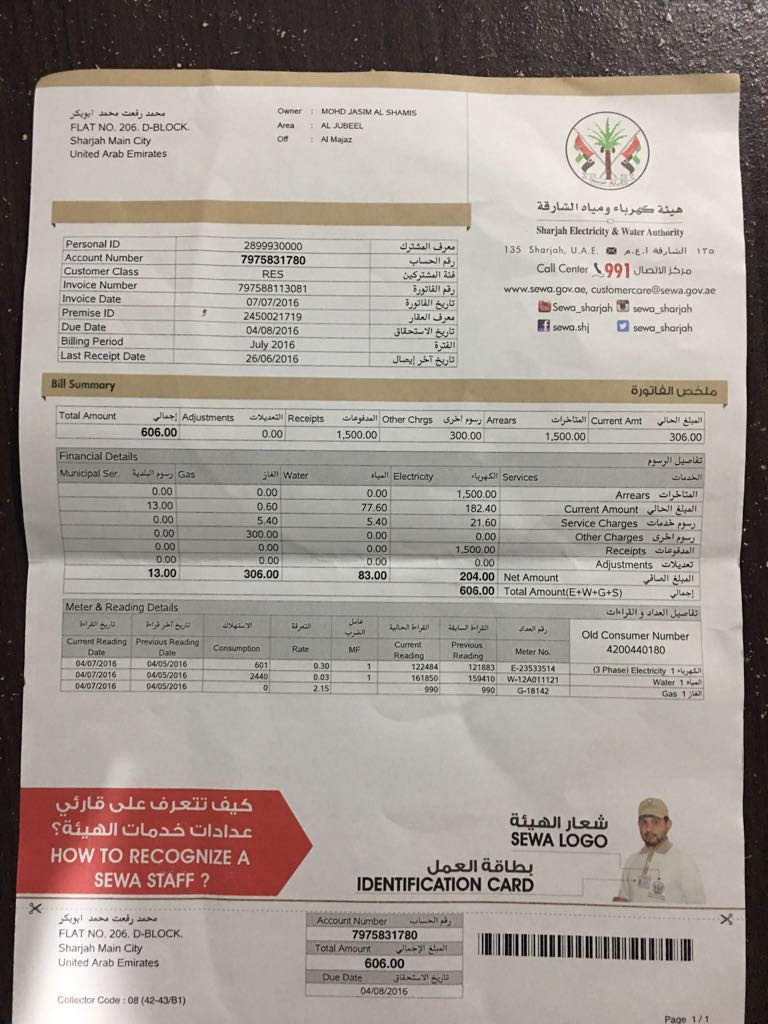 محمد رفعت محمد ابوبكر
FLAT NO. 206. D-BLOCK.
Sharjah Main City
United Arab Emirates
Owner : MOHD JASIM AL SHAMIS
Area : AL JUBEEL
Off : Al Majaz
هيئة كهرباء ومياه الشارقة
Sharjah Electricity & Water Authority
135 Sharjah, U.A.E. ١٣٥ الشارقة ا.ع.م
Call Center 991 مركز الاتصال
www.sewa.gov.ae, customercare@sewa.gov.ae
Sewa_sharjah sewa_sharjah
sewa.shj sewa_sharjah
Personal ID 2899930000 معرف المشترك
Account Number 7975831780 رقم الحساب
Customer Class RES فئة المشتركين
Invoice Number 797588113081 رقم الفاتورة
Invoice Date 07/07/2016 تاريخ الفاتورة
Premise ID 2450021719 معرف العقار
Due Date 04/08/2016 تاريخ الاستحقاق
Billing Period July 2016 الفترة
Last Receipt Date 26/06/2016 تاريخ آخر إيصال
Bill Summary ملخص الفاتورة
Total Amount إجمالي Adjustments التعديلات Receipts المدفوعات Other Chrgs رسوم أخرى Arrears المتاخرات Current Amt المبلغ الحالي
606.00 0.00 1,500.00 300.00 1,500.00 306.00
Financial Details تفاصيل الرسوم
Municipal Ser. رسوم البلدية Gas الغاز Water المياه Electricity الكهرباء Services الخدمات
0.00 0.00 0.00 1,500.00 Arrears المتاخرات
13.00 0.60 77.60 182.40 Current Amount المبلغ الحالي
0.00 5.40 5.40 21.60 Service Charges رسوم خدمات
0.00 300.00 0.00 0.00 Other Charges رسوم اخرى
0.00 0.00 0.00 1,500.00 Receipts المدفوعات
0.00 0.00 0.00 0.00 Adjustments تعديلات
13.00 306.00 83.00 204.00 Net Amount المبلغ الصافي
606.00 Total Amount(E+W+G+S) إجمالي
Meter & Reading Details تفاصيل العداد و القراءات
تاريخ القراءة تاريخ آخر قراءة الاستهلاك التعرفة عامل الضرب القراءة الحالية القراءة السابقة رقم العداد
Current Reading Date Previous Reading Date Consumption Rate MF Current Reading Previous Reading Meter No. Old Consumer Number
4200440180
04/07/2016 04/05/2016 601 0.30 1 122484 121883 E-23533514 (3 Phase) Electricity 1 الكهرباء
04/07/2016 04/05/2016 2440 0.03 1 161850 159410 W-12A011121 Water 1 المياه
04/07/2016 04/05/2016 0 2.15 990 990 G-18142 Gas 1 الغاز
كيف تتعرف على قارئي
عدادات خدمات الهيئة؟
HOW TO RECOGNIZE A
SEWA STAFF ?
شعار الهيئة
SEWA LOGO
بطاقة العمل
IDENTIFICATION CARD
محمد رفعت محمد ابوبكر
FLAT NO. 206. D-BLOCK.
Sharjah Main City
United Arab Emirates
Account Number رقم الحساب
7975831780
Total Amount المبلغ الإجمالي
606.00
Due Date تاريخ الاستحقاق
04/08/2016
Collector Code : 08 (42-43/B1)
Page 1 / 1